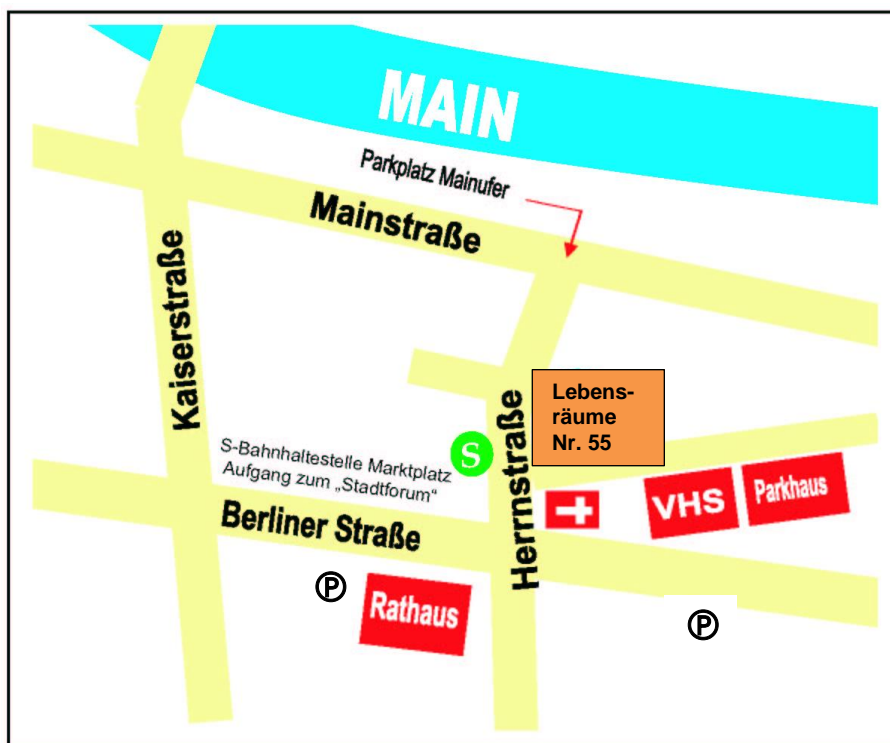 MAIN
Parkplatz Mainufer
Mainstraße
Kaiserstraße
Lebens-
räume
Nr. 55
Herrnstraße
S
S-Bahnhaltestelle Marktplatz
Aufgang zum „Stadtforum“
VHS
Parkhaus
Berliner Straße
P
Rathaus
P